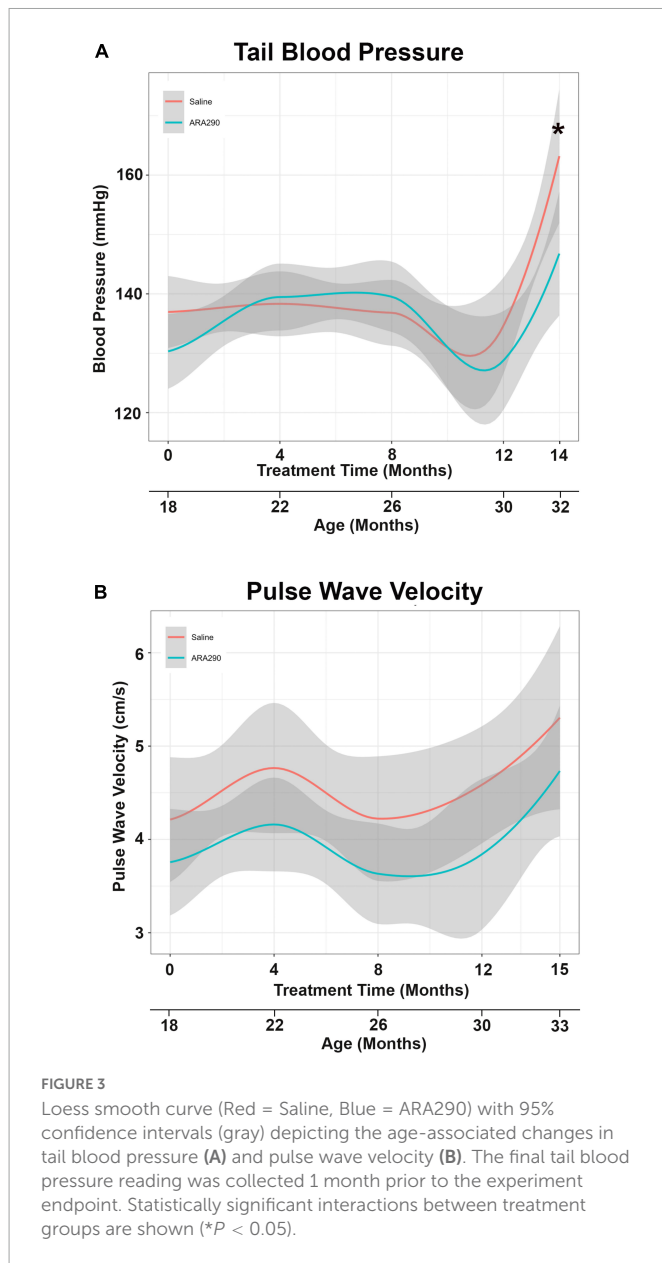 A
Tail Blood Pressure
Saline
ARA290
*
160
140
120
Blood Pressure (mmHg)
0 4 8 12 14
Treatment Time (Months)
18 22 26 30 32
Age (Months)
B
Pulse Wave Velocity
Saline
ARA290
6
5
4
3
Pulse Wave Velocity (cm/s)
0 4 8 12 15
Treatment Time (Months)
18 22 26 30 33
Age (Months)
FIGURE 3
Loess smooth curve (Red = Saline, Blue = ARA290) with 95%
confidence intervals (gray) depicting the age-associated changes in
tail blood pressure (A) and pulse wave velocity (B). The final tail blood
pressure reading was collected 1 month prior to the experiment
endpoint. Statistically significant interactions between treatment
groups are shown (*P < 0.05).